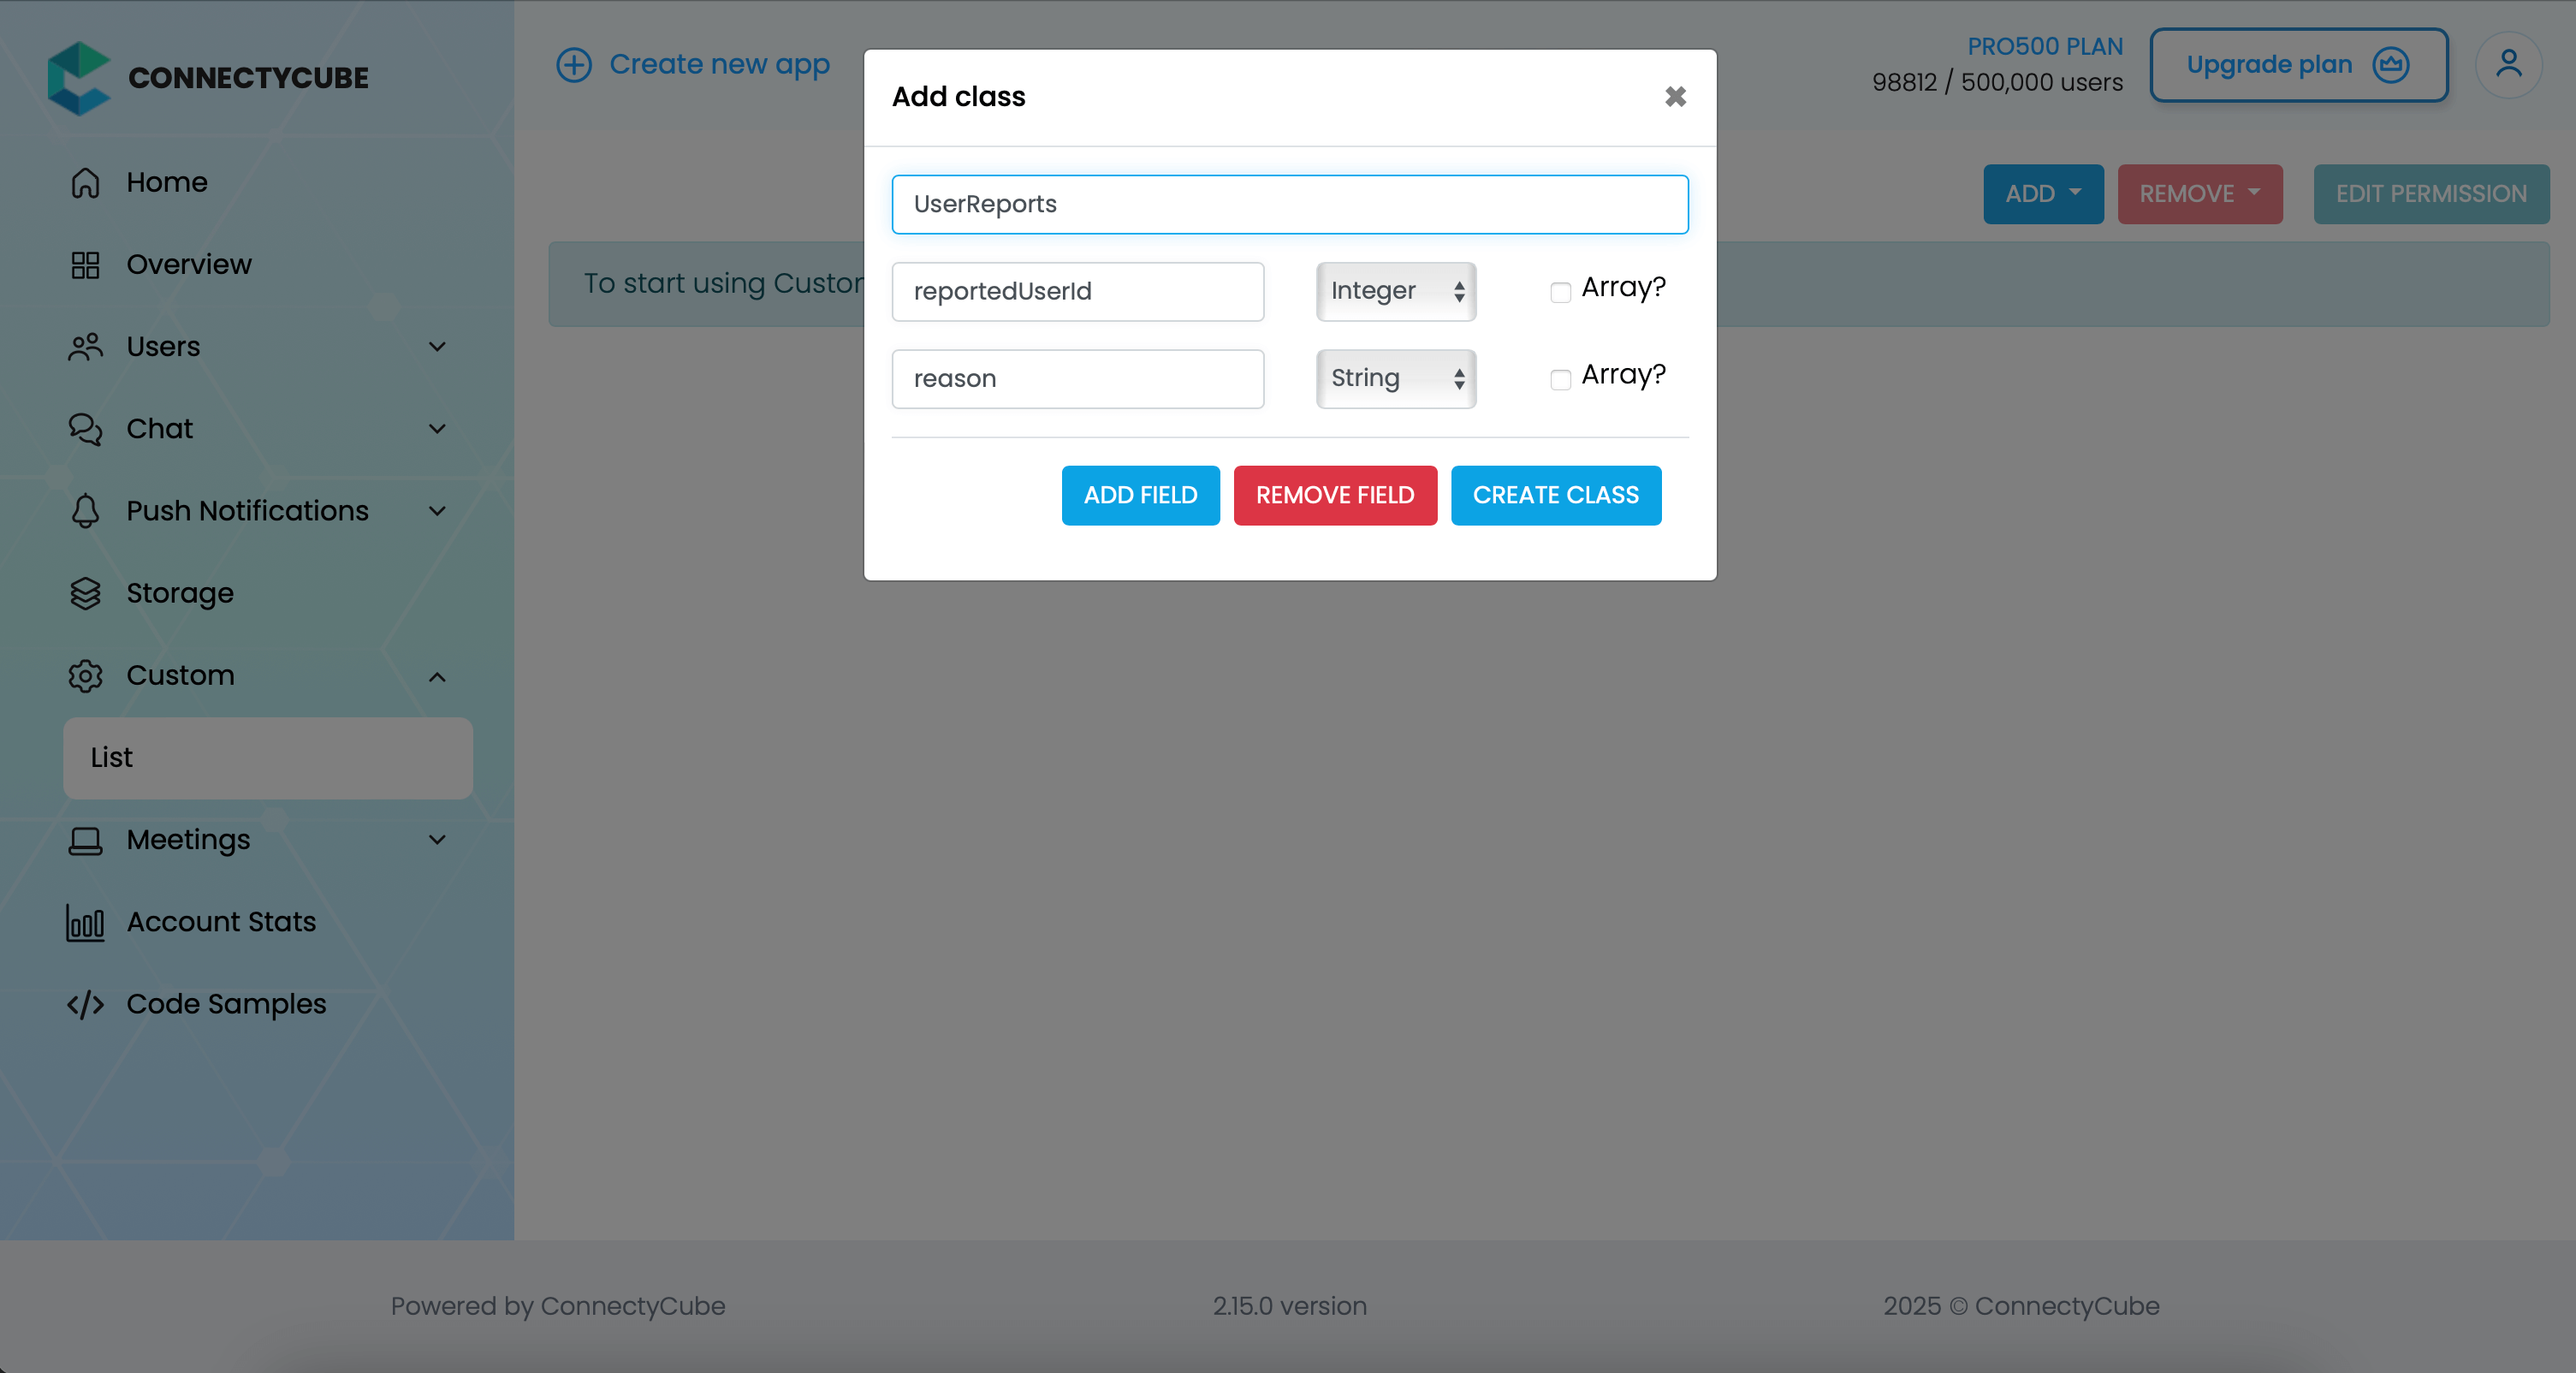 CONNECTYCUBE
Home
Overview
Users
Chat
Push Notifications
Storage
Custom
List
Meetings
Account Stats
Code Samples
Create new app
PRO500 PLAN
98812 / 500,000 users
Upgrade plan
ADD
REMOVE
EDIT PERMISSION
To start using Custom
Add class
UserReports
reportedUserId
Integer
Array?
reason
String
Array?
ADD FIELD
REMOVE FIELD
CREATE CLASS
Powered by ConnectyCube
2.15.0 version
2025 © ConnectyCube